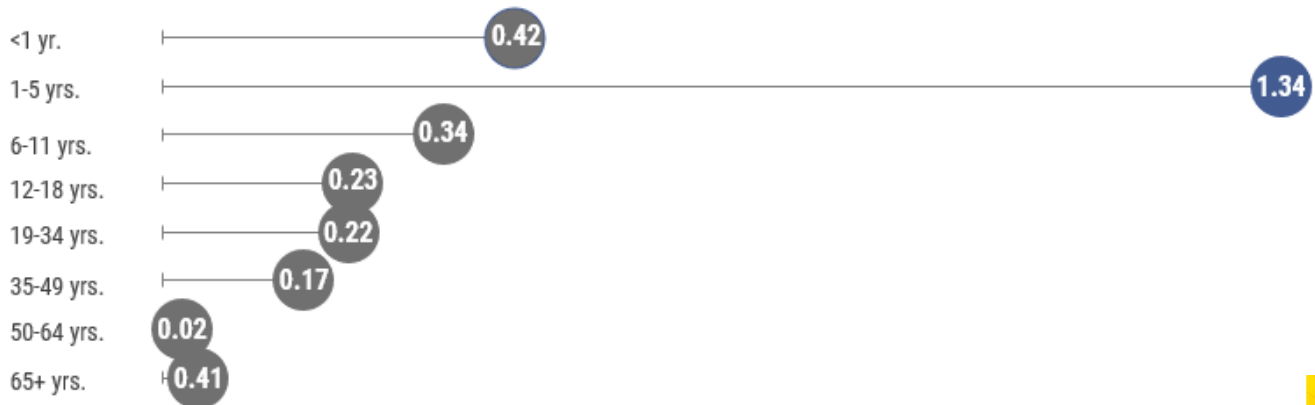 <1 yr. 0.42
1-5 yrs. 1.34
6-11 yrs. 0.34
12-18 yrs. 0.23
19-34 yrs. 0.22
35-49 yrs. 0.17
50-64 yrs. 0.02
65+ yrs. 0.41